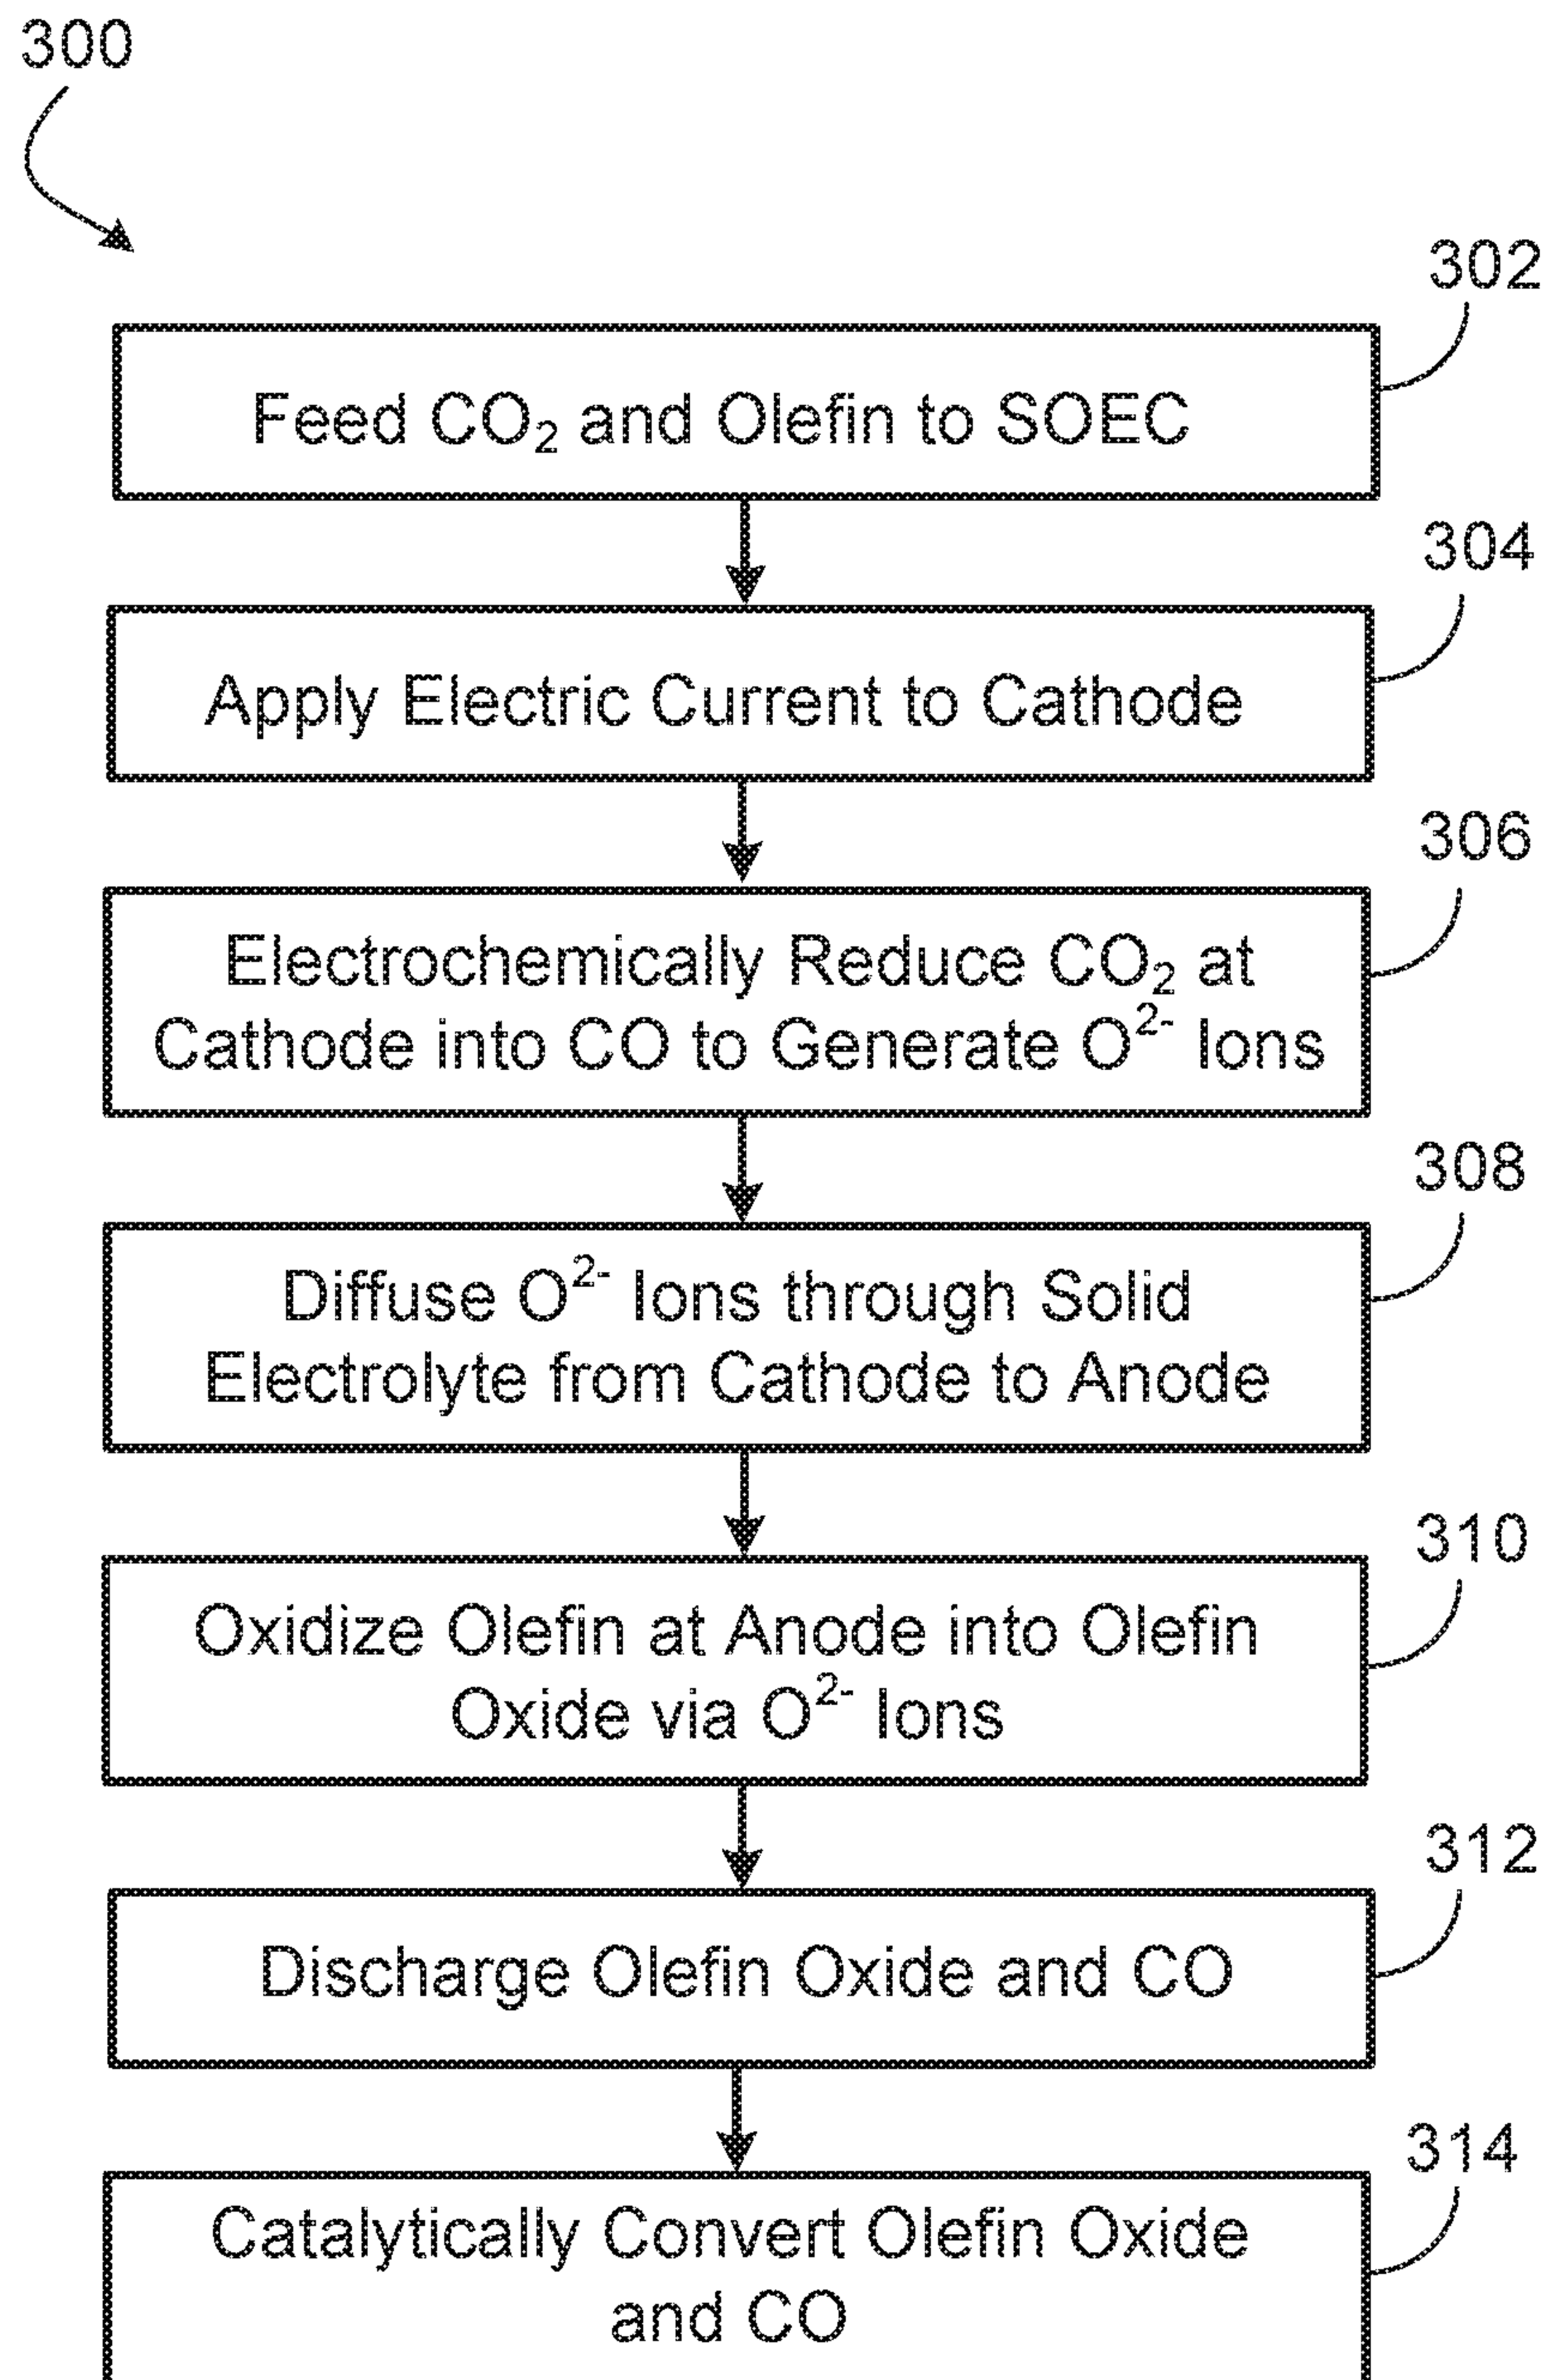 300
302
Feed CO₂ and Olefin to SOEC
304
Apply Electric Current to Cathode
306
Electrochemically Reduce CO₂ at
Cathode into CO to Generate O²⁻ Ions
308
Diffuse O²⁻ Ions through Solid
Electrolyte from Cathode to Anode
310
Oxidize Olefin at Anode into Olefin
Oxide via O²⁻ Ions
312
Discharge Olefin Oxide and CO
314
Catalytically Convert Olefin Oxide
and CO